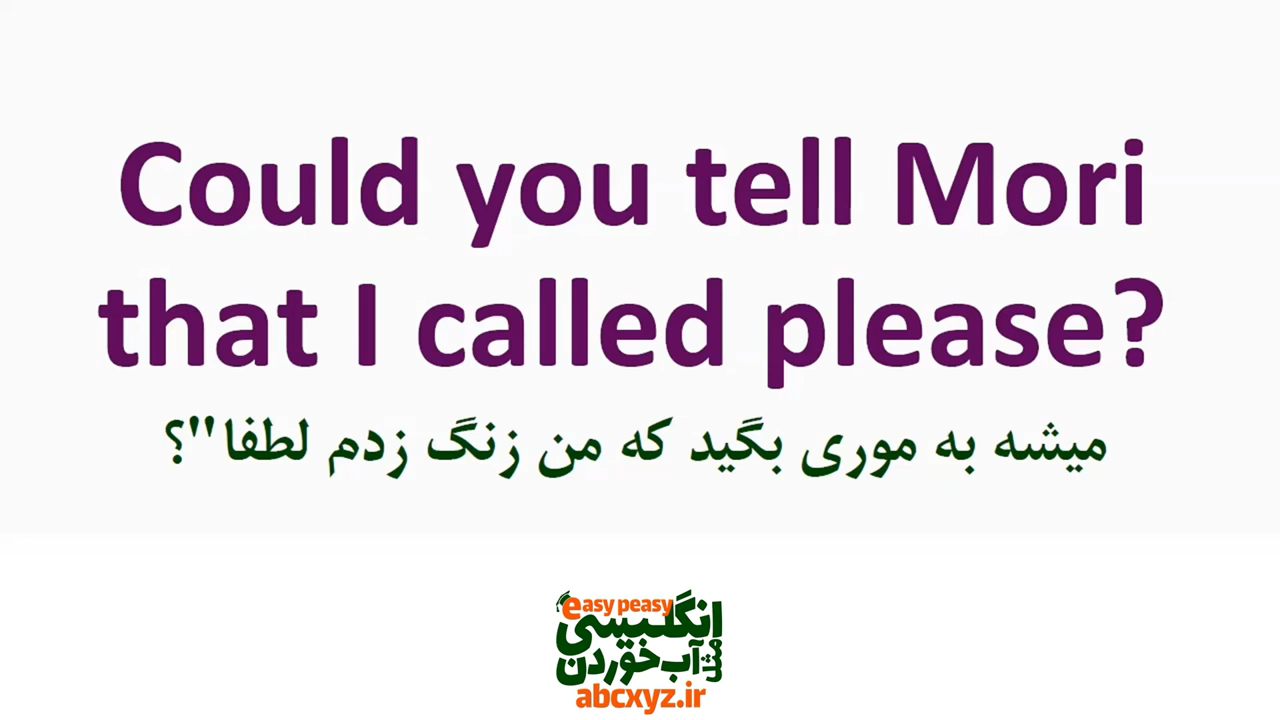 Could you tell Mori
that I called please?
میشه به موری بگید که من زنگ زدم لطفا"؟
easy peasy
انگلیسی
مثل آب خوردن
abcxyz.ir